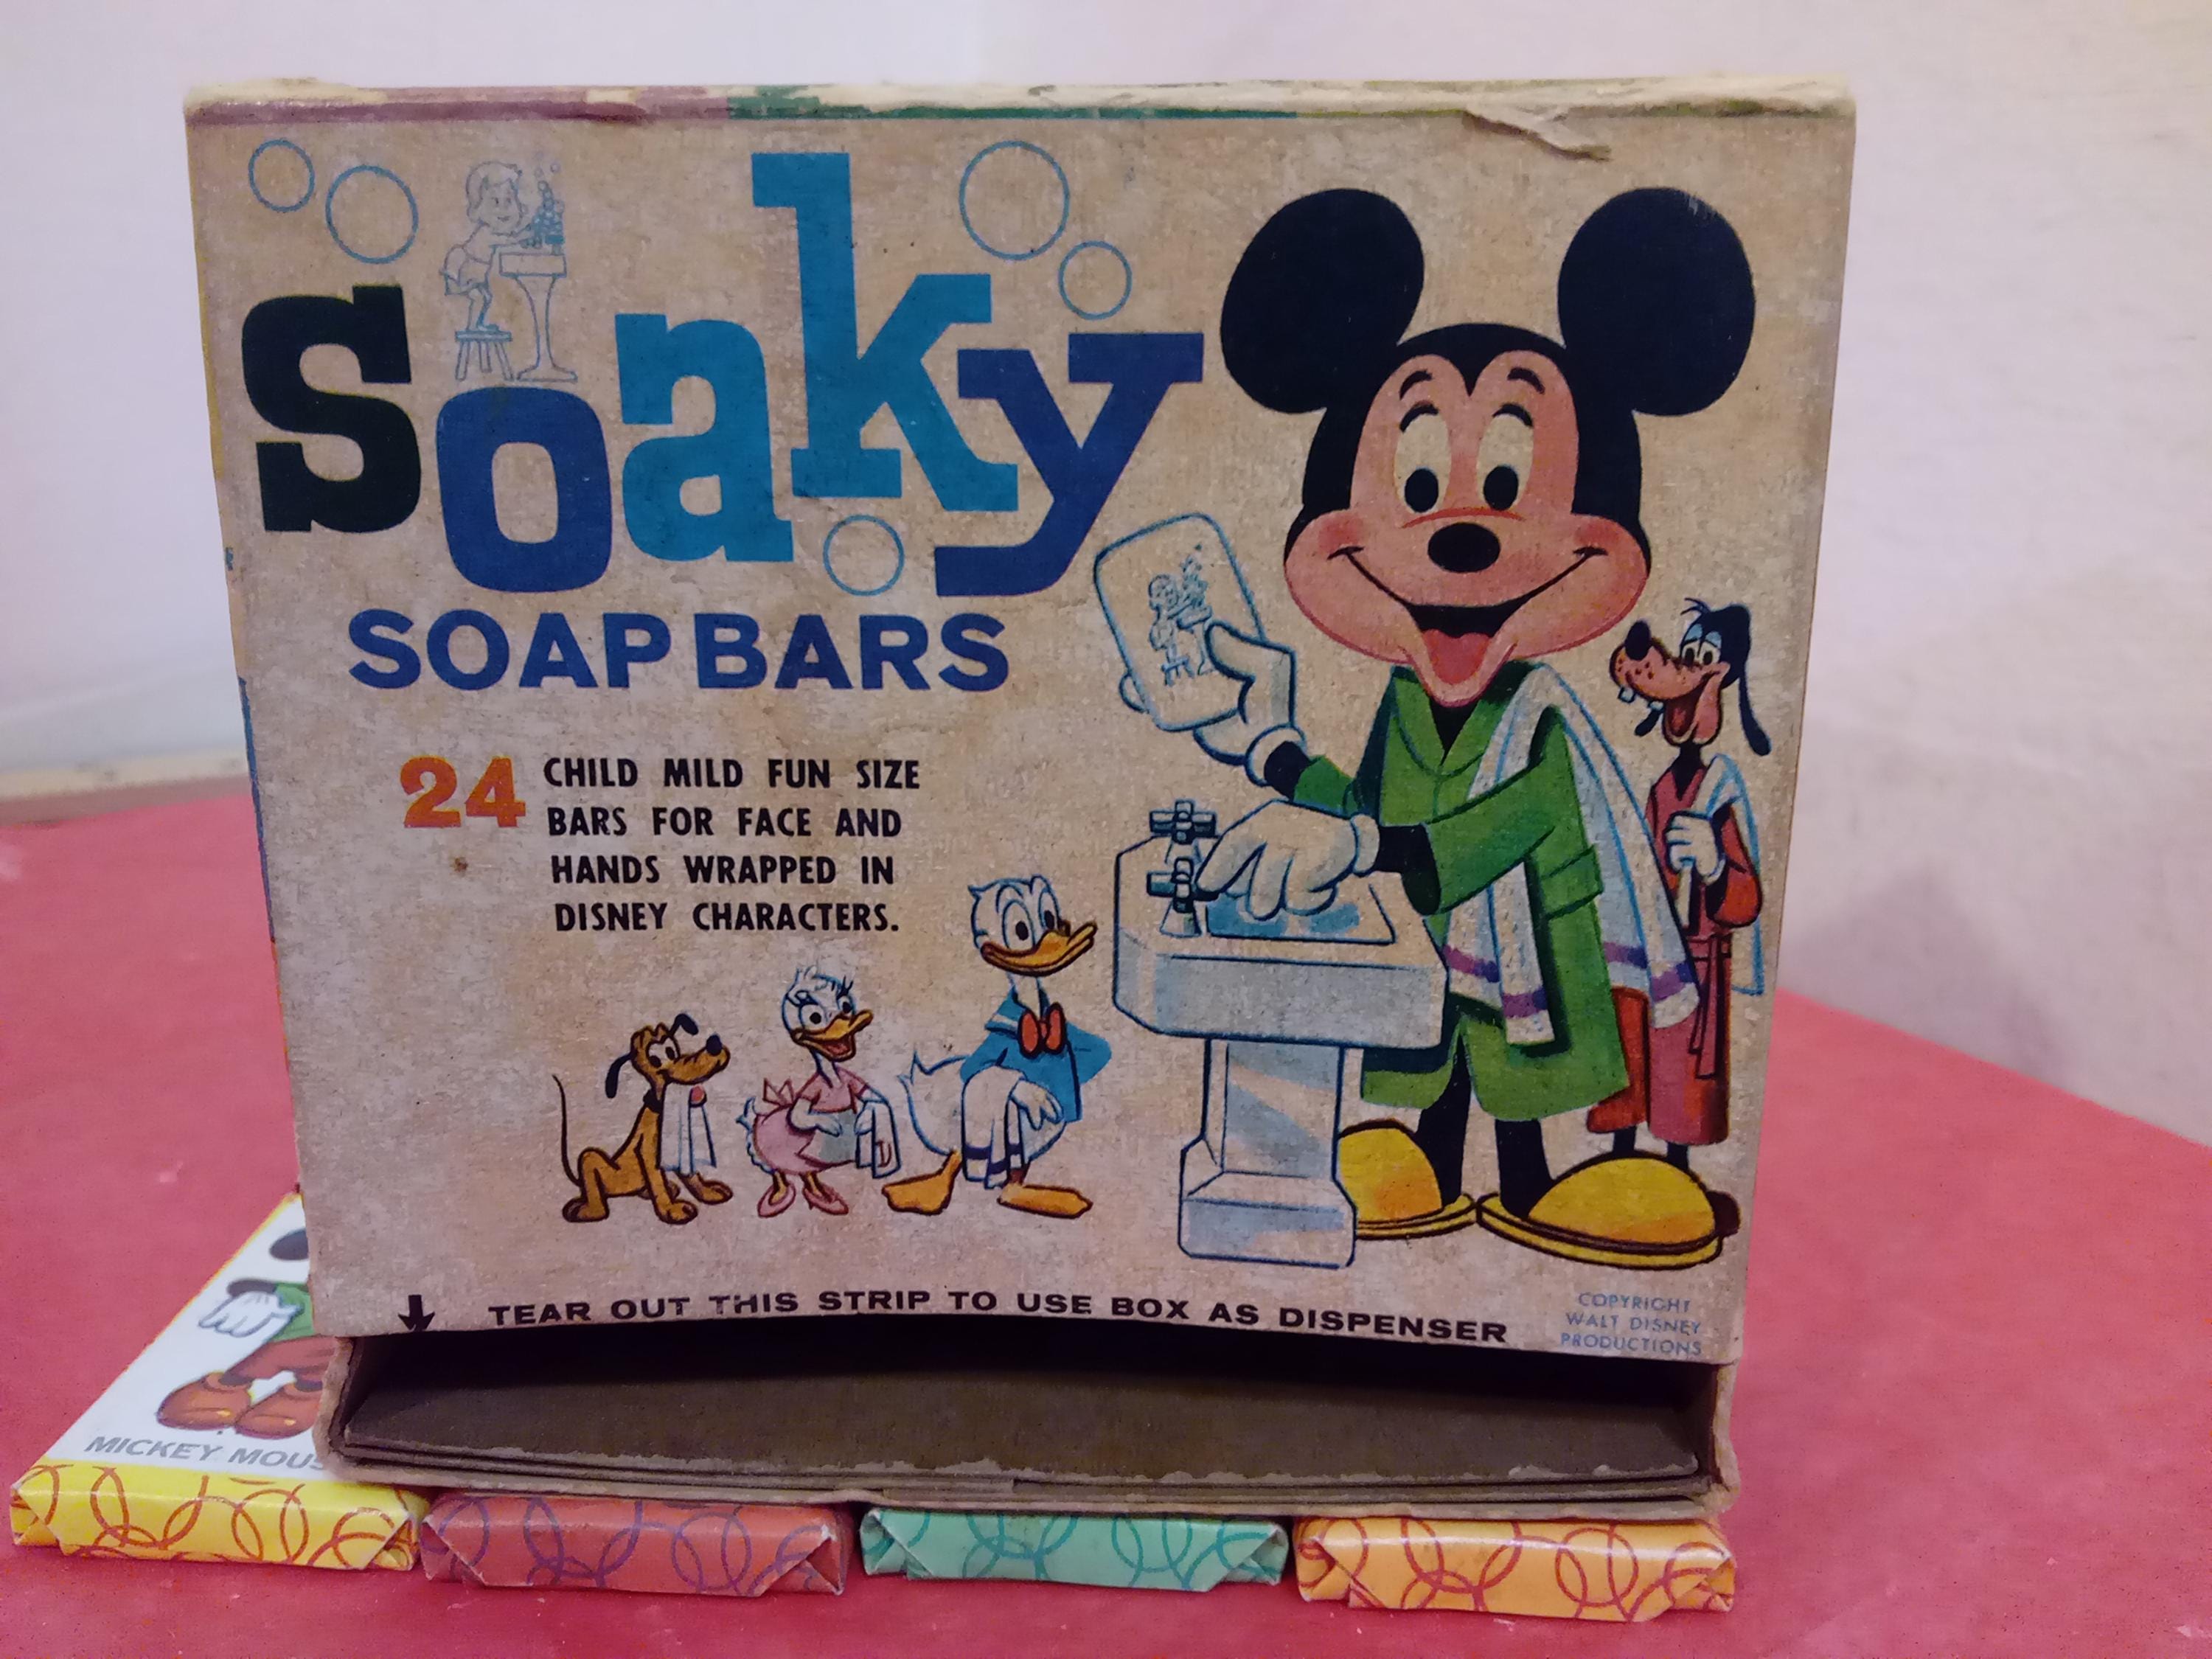 soaky
SOAP BARS
24 CHILD MILD FUN SIZE
BARS FOR FACE AND
HANDS WRAPPED IN
DISNEY CHARACTERS.
TEAR OUT THIS STRIP TO USE BOX AS DISPENSER
COPYRIGHT
WALT DISNEY
PRODUCTIONS
MICKEY MOUS